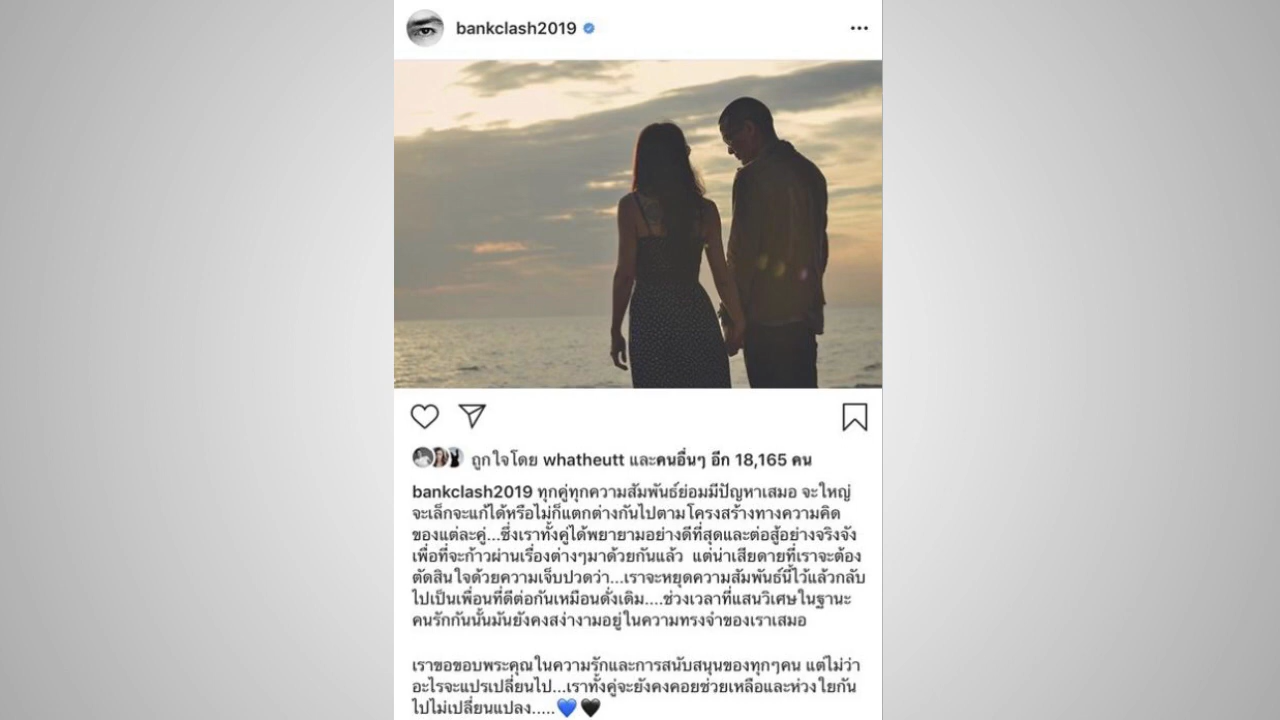 bankclash2019
ถูกใจโดย whatheutt และคนอื่นๆ อีก 18,165 คน
bankclash2019 ทุกคู่ทุกความสัมพันธ์ย่อมมีปัญหาเสมอ จะใหญ่
จะเล็กจะแก้ได้หรือไม่ก็แตกต่างกันไปตามโครงสร้างทางความคิด
ของแต่ละคู่...ซึ่งเราทั้งคู่ได้พยายามอย่างดีที่สุดและต่อสู้อย่างจริงจัง
เพื่อที่จะก้าวผ่านเรื่องต่างๆมาด้วยกันแล้ว แต่น่าเสียดายที่เราจะต้อง
ตัดสินใจด้วยความเจ็บปวดว่า...เราจะหยุดความสัมพันธ์นี้ไว้แล้วกลับ
ไปเป็นเพื่อนที่ดีต่อกันเหมือนดั่งเดิม....ช่วงเวลาที่แสนวิเศษในฐานะ
คนรักกันนั้นมันยังคงสง่างามอยู่ในความทรงจำของเราเสมอ
เราขอขอบพระคุณในความรักและการสนับสนุนของทุกๆคน แต่ไม่ว่า
อะไรจะแปรเปลี่ยนไป...เราทั้งคู่จะยังคงคอยช่วยเหลือและห่วงใยกัน
ไปไม่เปลี่ยนแปลง.....💙🖤